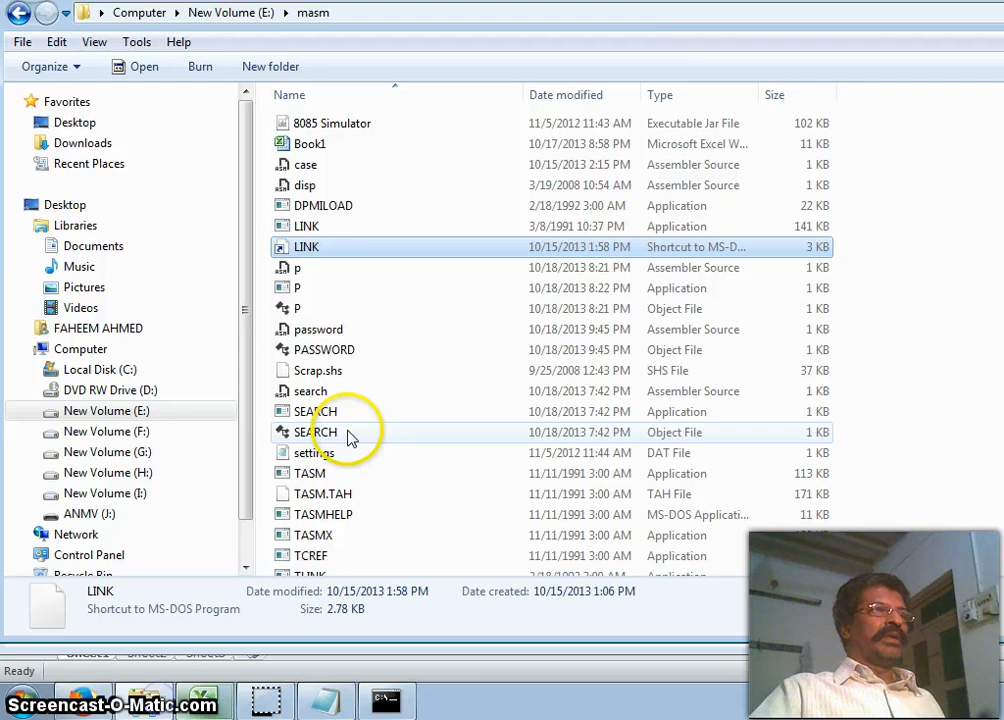 Computer New Volume (E:) masm
File Edit View Tools Help
Organize Open Burn New folder
Name Date modified Type Size
Favorites
Desktop
Downloads
Recent Places
Desktop
Libraries
Documents
Music
Pictures
Videos
FAHEEM AHMED
Computer
Local Disk (C:)
DVD RW Drive (D:)
New Volume (E:)
New Volume (F:)
New Volume (G:)
New Volume (H:)
New Volume (I:)
ANMV (J:)
Network
Control Panel
Recycle Bin
8085 Simulator 11/5/2012 11:43 AM Executable Jar File 102 KB
Book1 10/17/2013 8:58 PM Microsoft Excel W... 11 KB
case 10/15/2013 2:15 PM Assembler Source 1 KB
disp 3/19/2008 10:54 AM Assembler Source 1 KB
DPMILOAD 2/18/1992 3:00 AM Application 22 KB
LINK 3/8/1991 10:37 PM Application 141 KB
LINK 10/15/2013 1:58 PM Shortcut to MS-D... 3 KB
p 10/18/2013 8:21 PM Assembler Source 1 KB
P 10/18/2013 8:22 PM Application 1 KB
P 10/18/2013 8:21 PM Object File 1 KB
password 10/18/2013 9:45 PM Assembler Source 1 KB
PASSWORD 10/18/2013 9:45 PM Object File 1 KB
Scrap.shs 9/25/2008 12:43 PM SHS File 37 KB
search 10/18/2013 7:42 PM Assembler Source 1 KB
SEARCH 10/18/2013 7:42 PM Application 1 KB
SEARCH 10/18/2013 7:42 PM Object File 1 KB
settings 11/5/2012 11:44 AM DAT File 1 KB
TASM 11/11/1991 3:00 AM Application 113 KB
TASM.TAH 11/11/1991 3:00 AM TAH File 171 KB
TASMHELP 11/11/1991 3:00 AM MS-DOS Applicati... 11 KB
TASMX 11/11/1991 3:00 AM Application
TCREF 11/11/1991 3:00 AM Application
TLINK 2/18/1992 3:00 AM Application
LINK Date modified: 10/15/2013 1:58 PM Date created: 10/15/2013 1:06 PM
Shortcut to MS-DOS Program Size: 2.78 KB
Sheet1 Sheet2 Sheet3
Ready
C:\
Screencast-O-Matic.com